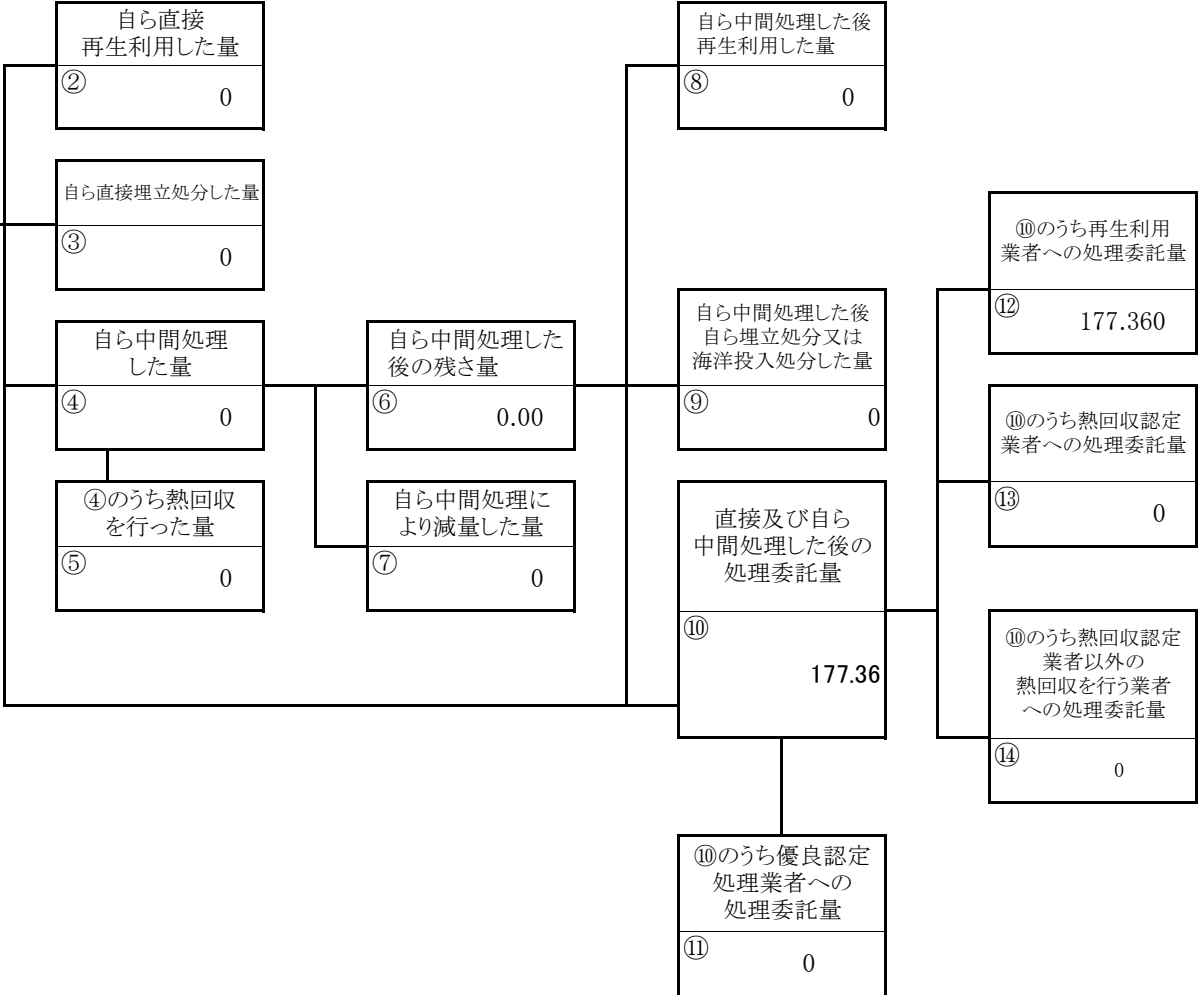 自ら直接
再生利用した量
②
0
自ら直接埋立処分した量
③
0
自ら中間処理
した量
④
0
④のうち熱回収
を行った量
⑤
0
自ら中間処理した
後の残さ量
⑥
0.00
自ら中間処理に
より減量した量
⑦
0
自ら中間処理した後
再生利用した量
⑧
0
自ら中間処理した後
自ら埋立処分又は
海洋投入処分した量
⑨
0
直接及び自ら
中間処理した後の
処理委託量
⑩
177.36
⑩のうち優良認定
処理業者への
処理委託量
⑪
0
⑩のうち再生利用
業者への処理委託量
⑫
177.360
⑩のうち熱回収認定
業者への処理委託量
⑬
0
⑩のうち熱回収認定
業者以外の
熱回収を行う業者
への処理委託量
⑭
0